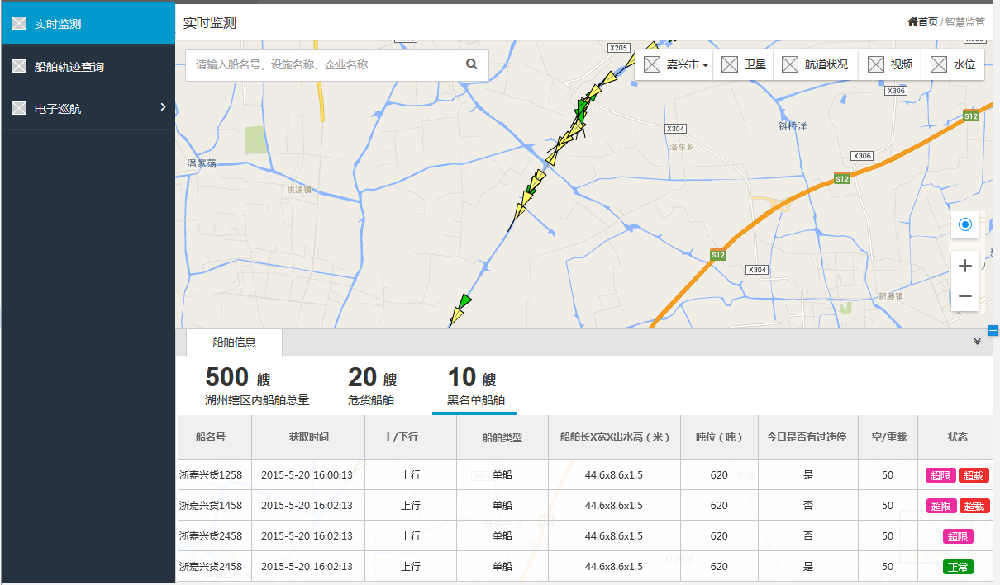 实时监测
船舶轨迹查询
电子巡航
实时监测
首页 / 智慧监管
请输入船名号、设施名称、企业名称
嘉兴市
卫星
航道状况
视频
水位
X205
X306
S12
X304
斜桥洋
洛东乡
X306
潘家荡
S12
桃源镇
S12
X304
新塍镇
船舶信息
500 艘
湖州辖区内船舶总量
20 艘
危货船舶
10 艘
黑名单船舶
船名号 获取时间 上/下行 船舶类型 船舶长X宽X出水高（米） 吨位（吨） 今日是否有过违停 空/重载 状态
浙嘉兴货1258 2015-5-20 16:00:13 上行 单船 44.6x8.6x1.5 620 是 50 超限 超载
浙嘉兴货1458 2015-5-20 16:02:13 上行 单船 44.6x8.6x1.5 620 否 50 超限 超载
浙嘉兴货2458 2015-5-20 16:02:13 上行 单船 44.6x8.6x1.5 620 否 50 超限
浙嘉兴货2458 2015-5-20 16:02:13 上行 单船 44.6x8.6x1.5 620 是 50 正常